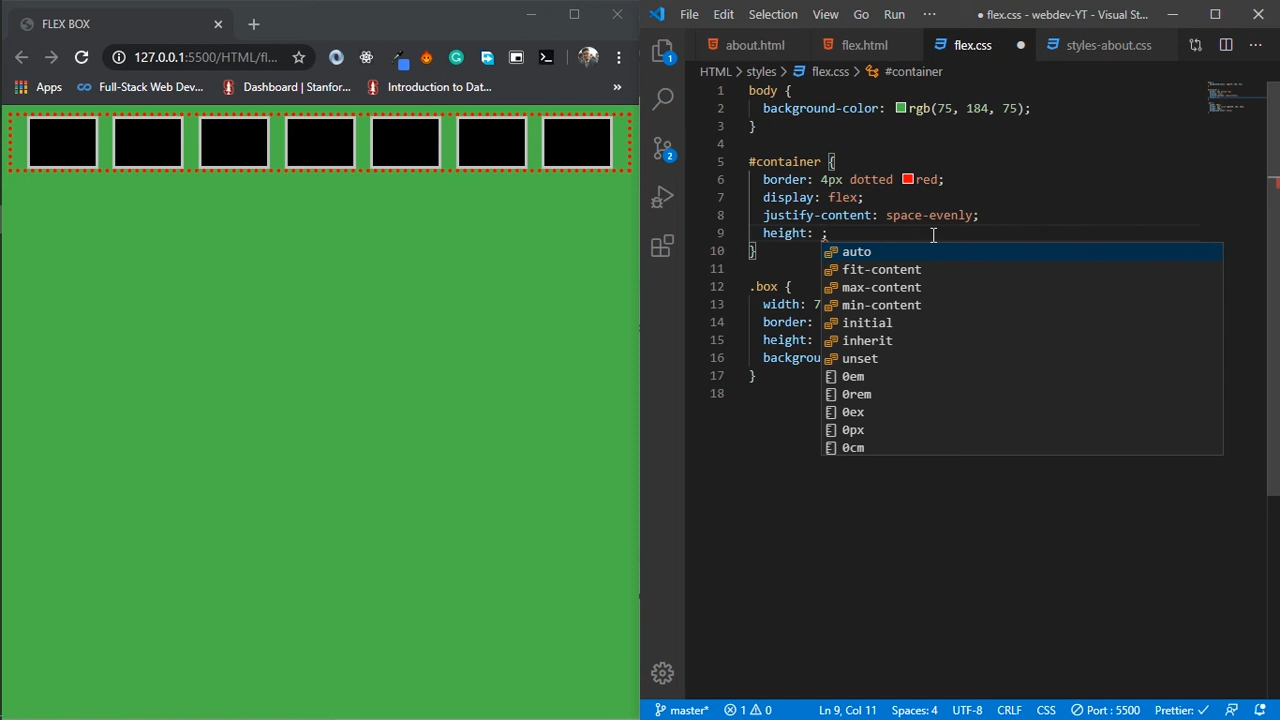 FLEX BOX
127.0.0.1:5500/HTML/fl...
Apps
Full-Stack Web Dev...
Dashboard | Stanfor...
Introduction to Dat...
»
File Edit Selection View Go Run ···
● flex.css - webdev-YT - Visual St...
about.html
flex.html
flex.css
styles-about.css
HTML > styles > flex.css > #container
1 body {
2 background-color: rgb(75, 184, 75);
3 }
4
5 #container {
6 border: 4px dotted red;
7 display: flex;
8 justify-content: space-evenly;
9 height: ;
10 }
11
12 .box {
13 width: 7
14 border:
15 height:
16 backgrou
17 }
18
auto
fit-content
max-content
min-content
initial
inherit
unset
0em
0rem
0ex
0px
0cm
1
2
master* 1 0 Ln 9, Col 11 Spaces: 4 UTF-8 CRLF CSS Port : 5500 Prettier: ✓